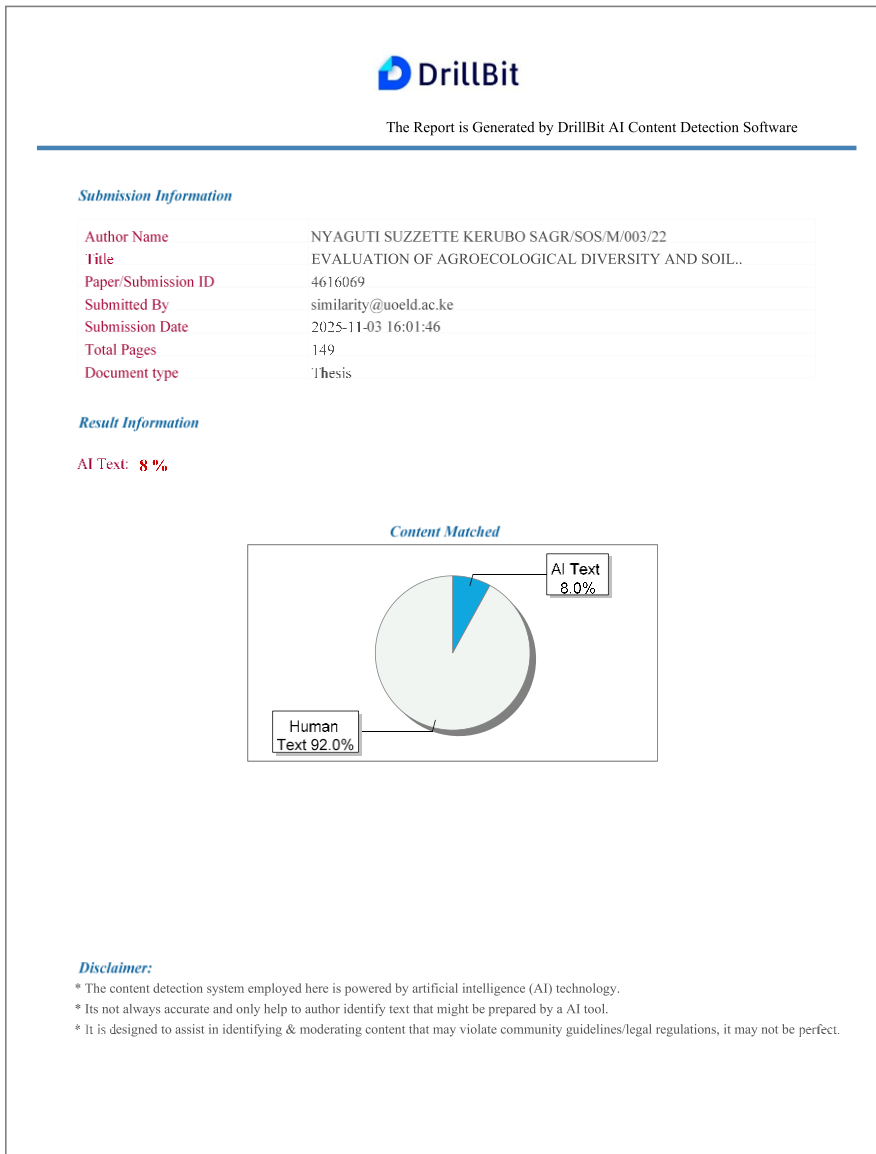 DrillBit
The Report is Generated by DrillBit AI Content Detection Software
Submission Information
Author Name NYAGUTI SUZZETTE KERUBO SAGR/SOS/M/003/22
Title EVALUATION OF AGROECOLOGICAL DIVERSITY AND SOIL..
Paper/Submission ID 4616069
Submitted By similarity@uoeld.ac.ke
Submission Date 2025-11-03 16:01:46
Total Pages 149
Document type Thesis
Result Information
AI Text: 8 %
Content Matched
AI Text
8.0%
Human
Text 92.0%
Disclaimer:
* The content detection system employed here is powered by artificial intelligence (AI) technology.
* Its not always accurate and only help to author identify text that might be prepared by a AI tool.
* It is designed to assist in identifying & moderating content that may violate community guidelines/legal regulations, it may not be perfect.